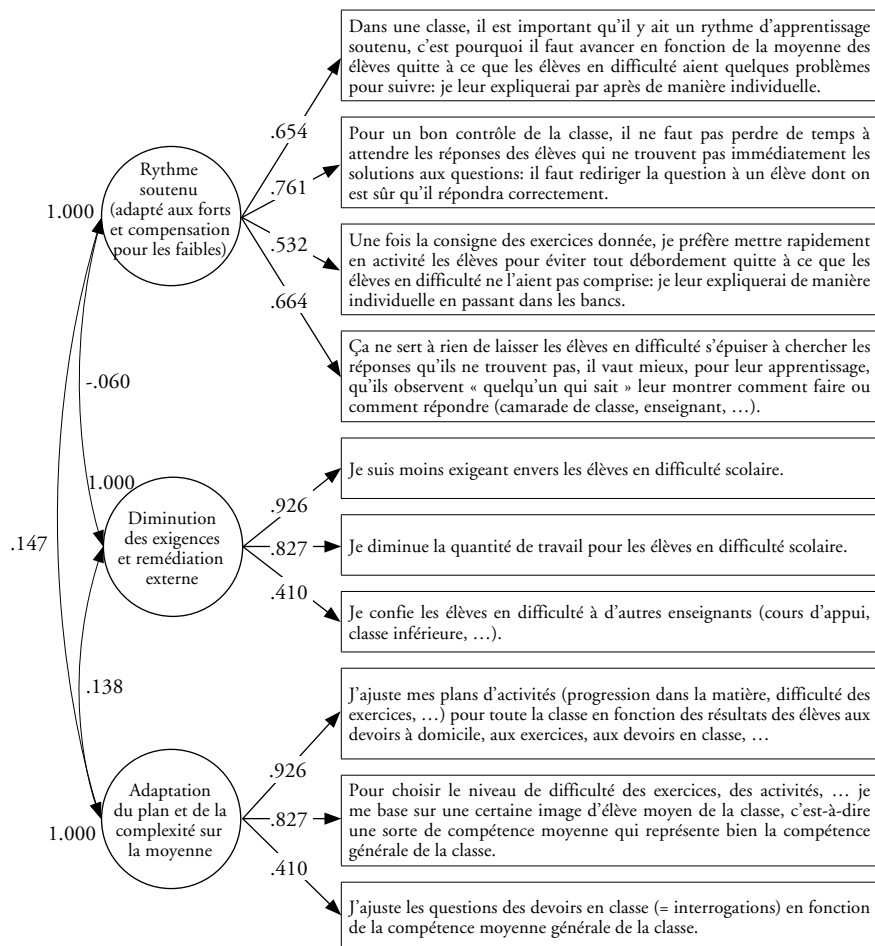 Dans une classe, il est important qu'il y ait un rythme d'apprentissage
soutenu, c'est pourquoi il faut avancer en fonction de la moyenne des
élèves quitte à ce que les élèves en difficulté aient quelques problèmes
pour suivre: je leur expliquerai par après de manière individuelle.
.654
Pour un bon contrôle de la classe, il ne faut pas perdre de temps à
attendre les réponses des élèves qui ne trouvent pas immédiatement les
solutions aux questions: il faut rediriger la question à un élève dont on
est sûr qu'il répondra correctement.
Rythme
soutenu
(adapté aux forts
et compensation
pour les faibles)
1.000
.761
.532
Une fois la consigne des exercices donnée, je préfère mettre rapidement
en activité les élèves pour éviter tout débordement quitte à ce que les
élèves en difficulté ne l'aient pas comprise: je leur expliquerai de manière
individuelle en passant dans les bancs.
.664
Ça ne sert à rien de laisser les élèves en difficulté s'épuiser à chercher les
réponses qu'ils ne trouvent pas, il vaut mieux, pour leur apprentissage,
qu'ils observent « quelqu'un qui sait » leur montrer comment faire ou
comment répondre (camarade de classe, enseignant, …).
-.060
Je suis moins exigeant envers les élèves en difficulté scolaire.
1.000
.926
Diminution
des exigences
et remédiation
externe
.147
.827
Je diminue la quantité de travail pour les élèves en difficulté scolaire.
.410
Je confie les élèves en difficulté à d'autres enseignants (cours d'appui,
classe inférieure, …).
.138
J'ajuste mes plans d'activités (progression dans la matière, difficulté des
exercices, …) pour toute la classe en fonction des résultats des élèves aux
devoirs à domicile, aux exercices, aux devoirs en classe, …
.926
Adaptation
du plan et de la
complexité sur
la moyenne
1.000
.827
Pour choisir le niveau de difficulté des exercices, des activités, … je
me base sur une certaine image d'élève moyen de la classe, c'est-à-dire
une sorte de compétence moyenne qui représente bien la compétence
générale de la classe.
.410
J'ajuste les questions des devoirs en classe (= interrogations) en fonction
de la compétence moyenne générale de la classe.